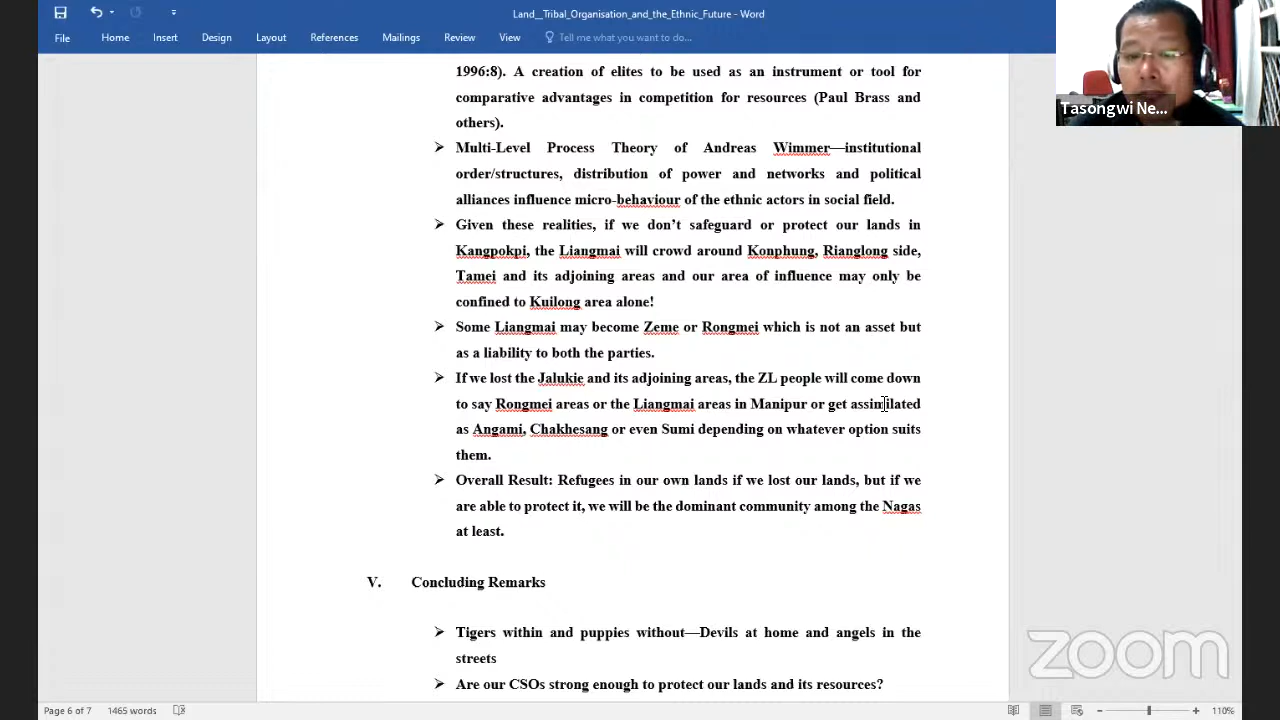 Land__Tribal_Organisation_and_the_Ethnic_Future - Word
File Home Insert Design Layout References Mailings Review View Tell me what you want to do...
Tasongwi Ne...
1996:8). A creation of elites to be used as an instrument or tool for
comparative advantages in competition for resources (Paul Brass and
others).
➢ Multi-Level Process Theory of Andreas Wimmer—institutional
order/structures, distribution of power and networks and political
alliances influence micro-behaviour of the ethnic actors in social field.
➢ Given these realities, if we don’t safeguard or protect our lands in
Kangpokpi, the Liangmai will crowd around Konphung, Rianglong side,
Tamei and its adjoining areas and our area of influence may only be
confined to Kuilong area alone!
➢ Some Liangmai may become Zeme or Rongmei which is not an asset but
as a liability to both the parties.
➢ If we lost the Jalukie and its adjoining areas, the ZL people will come down
to say Rongmei areas or the Liangmai areas in Manipur or get assimilated
as Angami, Chakhesang or even Sumi depending on whatever option suits
them.
➢ Overall Result: Refugees in our own lands if we lost our lands, but if we
are able to protect it, we will be the dominant community among the Nagas
at least.
V. Concluding Remarks
➢ Tigers within and puppies without—Devils at home and angels in the
streets
➢ Are our CSOs strong enough to protect our lands and its resources?
zoom
Page 6 of 7 1465 words 110%